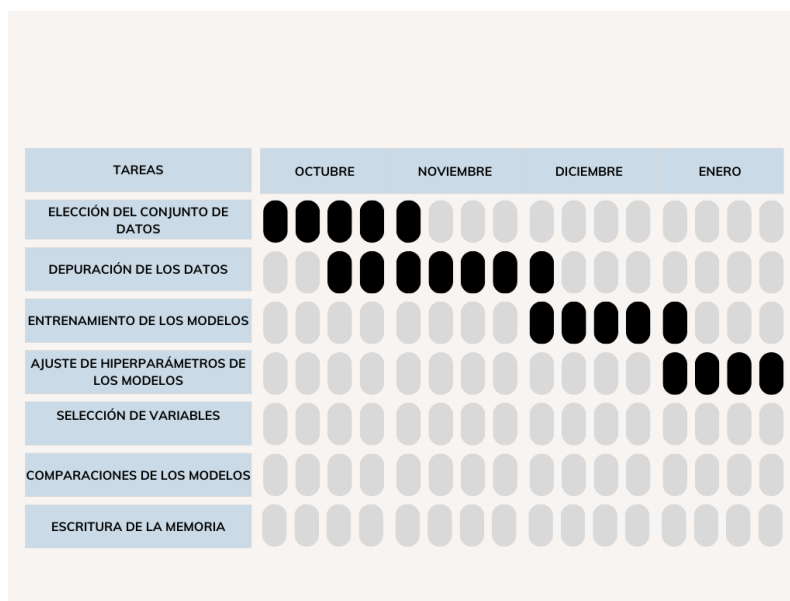 TAREAS
OCTUBRE NOVIEMBRE DICIEMBRE ENERO
ELECCIÓN DEL CONJUNTO DE
DATOS
DEPURACIÓN DE LOS DATOS
ENTRENAMIENTO DE LOS MODELOS
AJUSTE DE HIPERPARÁMETROS DE
LOS MODELOS
SELECCIÓN DE VARIABLES
COMPARACIONES DE LOS MODELOS
ESCRITURA DE LA MEMORIA